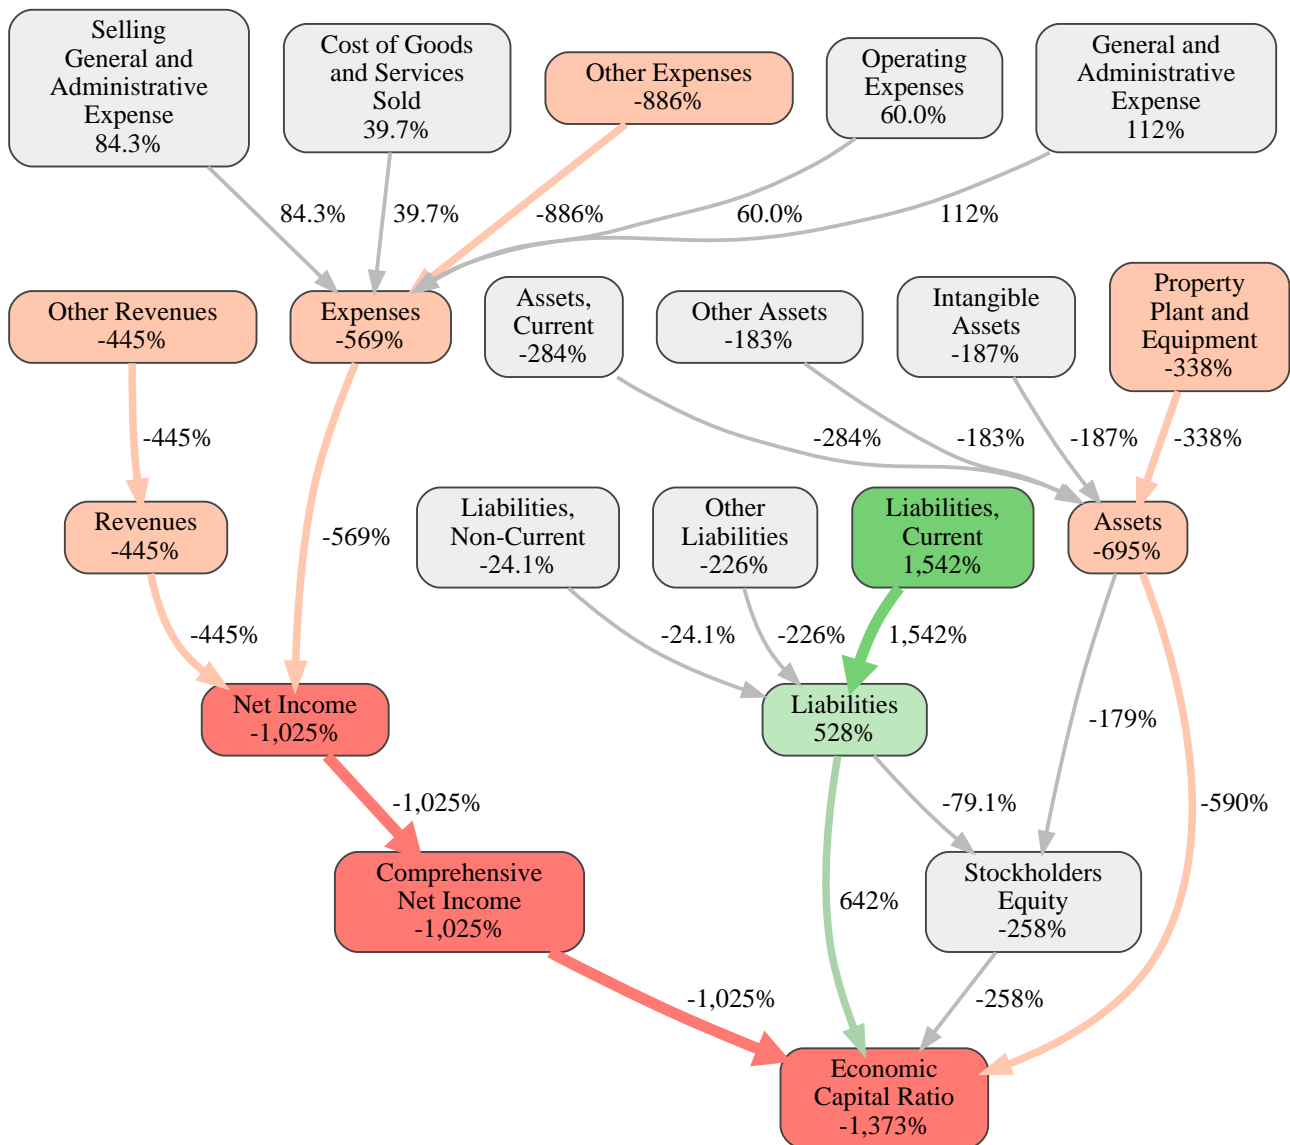 Selling
General and
Administrative
Expense
84.3%
Cost of Goods
and Services
Sold
39.7%
Other Expenses
-886%
Operating
Expenses
60.0%
General and
Administrative
Expense
112%
84.3%
39.7%
-886%
60.0%
112%
Other Revenues
-445%
Expenses
-569%
Assets,
Current
-284%
Other Assets
-183%
Intangible
Assets
-187%
Property
Plant and
Equipment
-338%
-445%
-284%
-183%
-187%
-338%
Revenues
-445%
-569%
Liabilities,
Non-Current
-24.1%
Other
Liabilities
-226%
Liabilities,
Current
1,542%
Assets
-695%
-445%
-24.1%
-226%
1,542%
Net Income
-1,025%
Liabilities
528%
-179%
-1,025%
-79.1%
-590%
Comprehensive
Net Income
-1,025%
642%
Stockholders
Equity
-258%
-1,025%
-258%
Economic
Capital Ratio
-1,373%